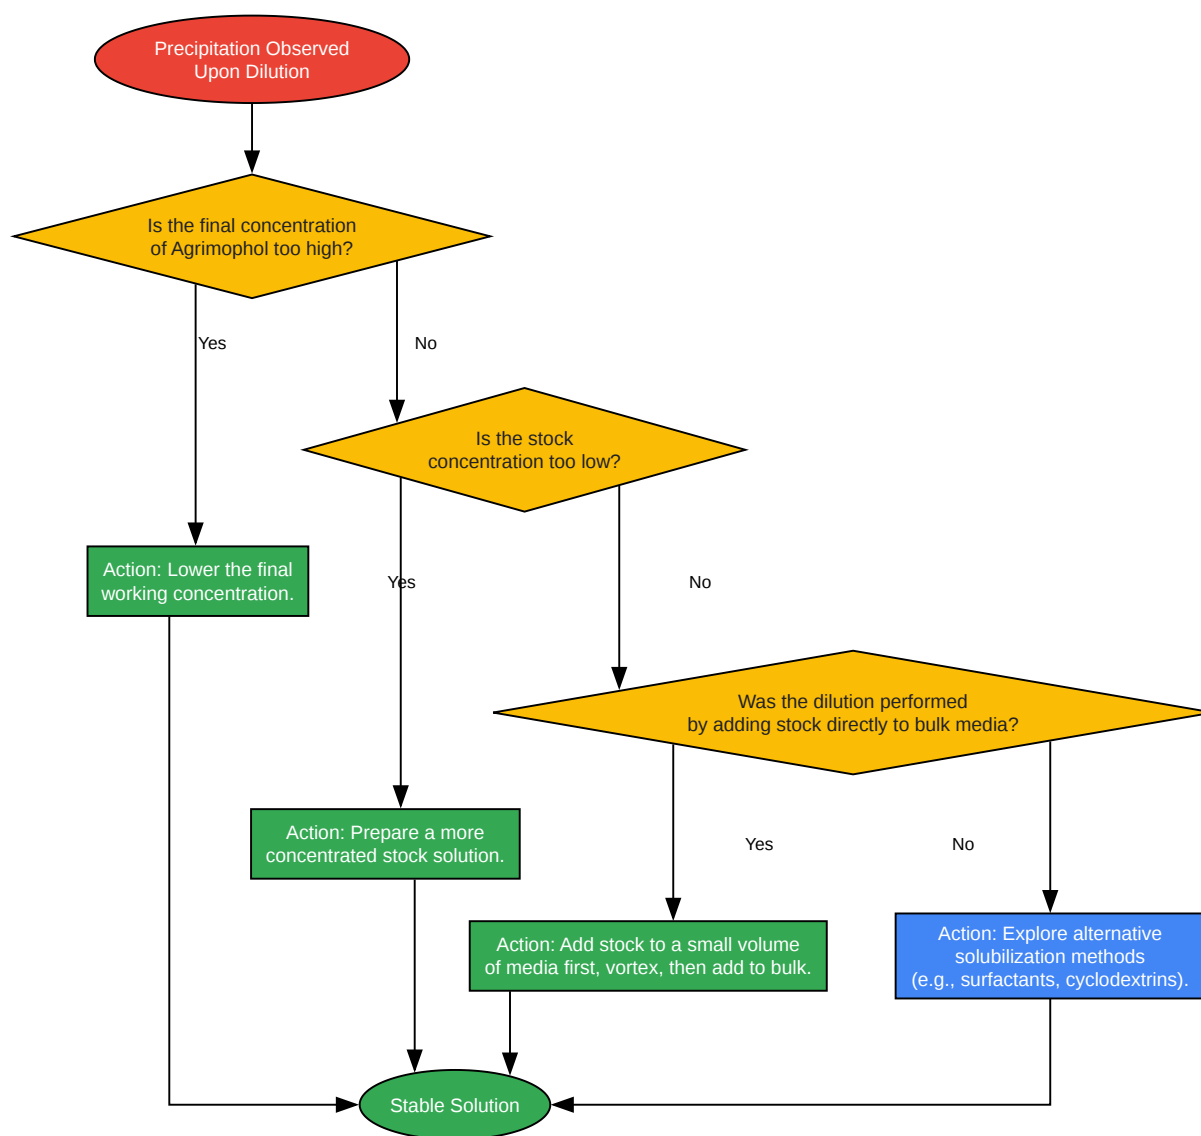 Precipitation Observed
Upon Dilution
Is the final concentration
of Agrimophol too high?
Yes
No
Is the stock
concentration too low?
Action: Lower the final
working concentration.
Yes
No
Was the dilution performed
by adding stock directly to bulk media?
Action: Prepare a more
concentrated stock solution.
Yes
No
Action: Add stock to a small volume
of media first, vortex, then add to bulk.
Action: Explore alternative
solubilization methods
(e.g., surfactants, cyclodextrins).
Stable Solution